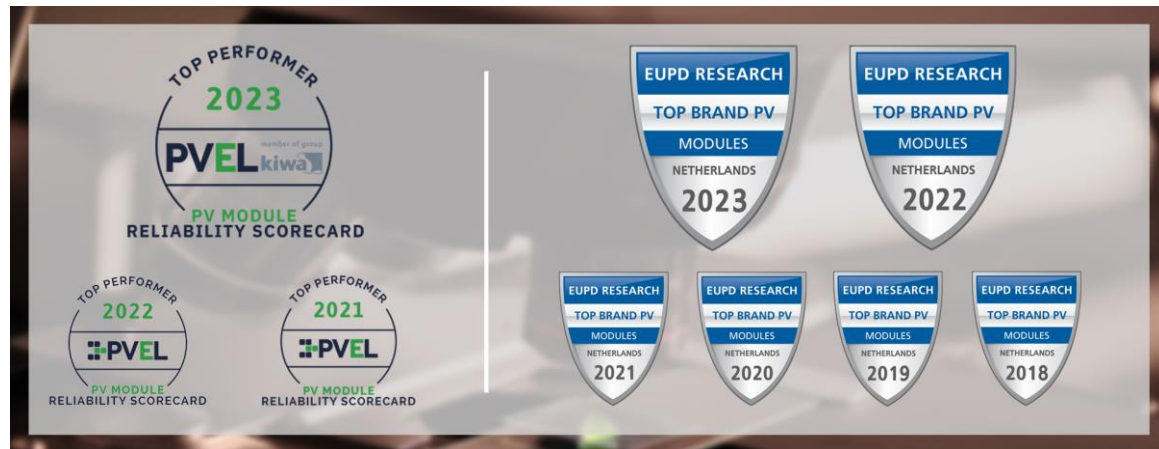 TOP PERFORMER
2023
PVEL
member of group
kiwa
PV MODULE
RELIABILITY SCORECARD
TOP PERFORMER
2022
PVEL
PV MODULE
RELIABILITY SCORECARD
TOP PERFORMER
2021
PVEL
PV MODULE
RELIABILITY SCORECARD
EUPD RESEARCH
TOP BRAND PV
MODULES
NETHERLANDS
2023
EUPD RESEARCH
TOP BRAND PV
MODULES
NETHERLANDS
2022
EUPD RESEARCH
TOP BRAND PV
MODULES
NETHERLANDS
2021
EUPD RESEARCH
TOP BRAND PV
MODULES
NETHERLANDS
2020
EUPD RESEARCH
TOP BRAND PV
MODULES
NETHERLANDS
2019
EUPD RESEARCH
TOP BRAND PV
MODULES
NETHERLANDS
2018